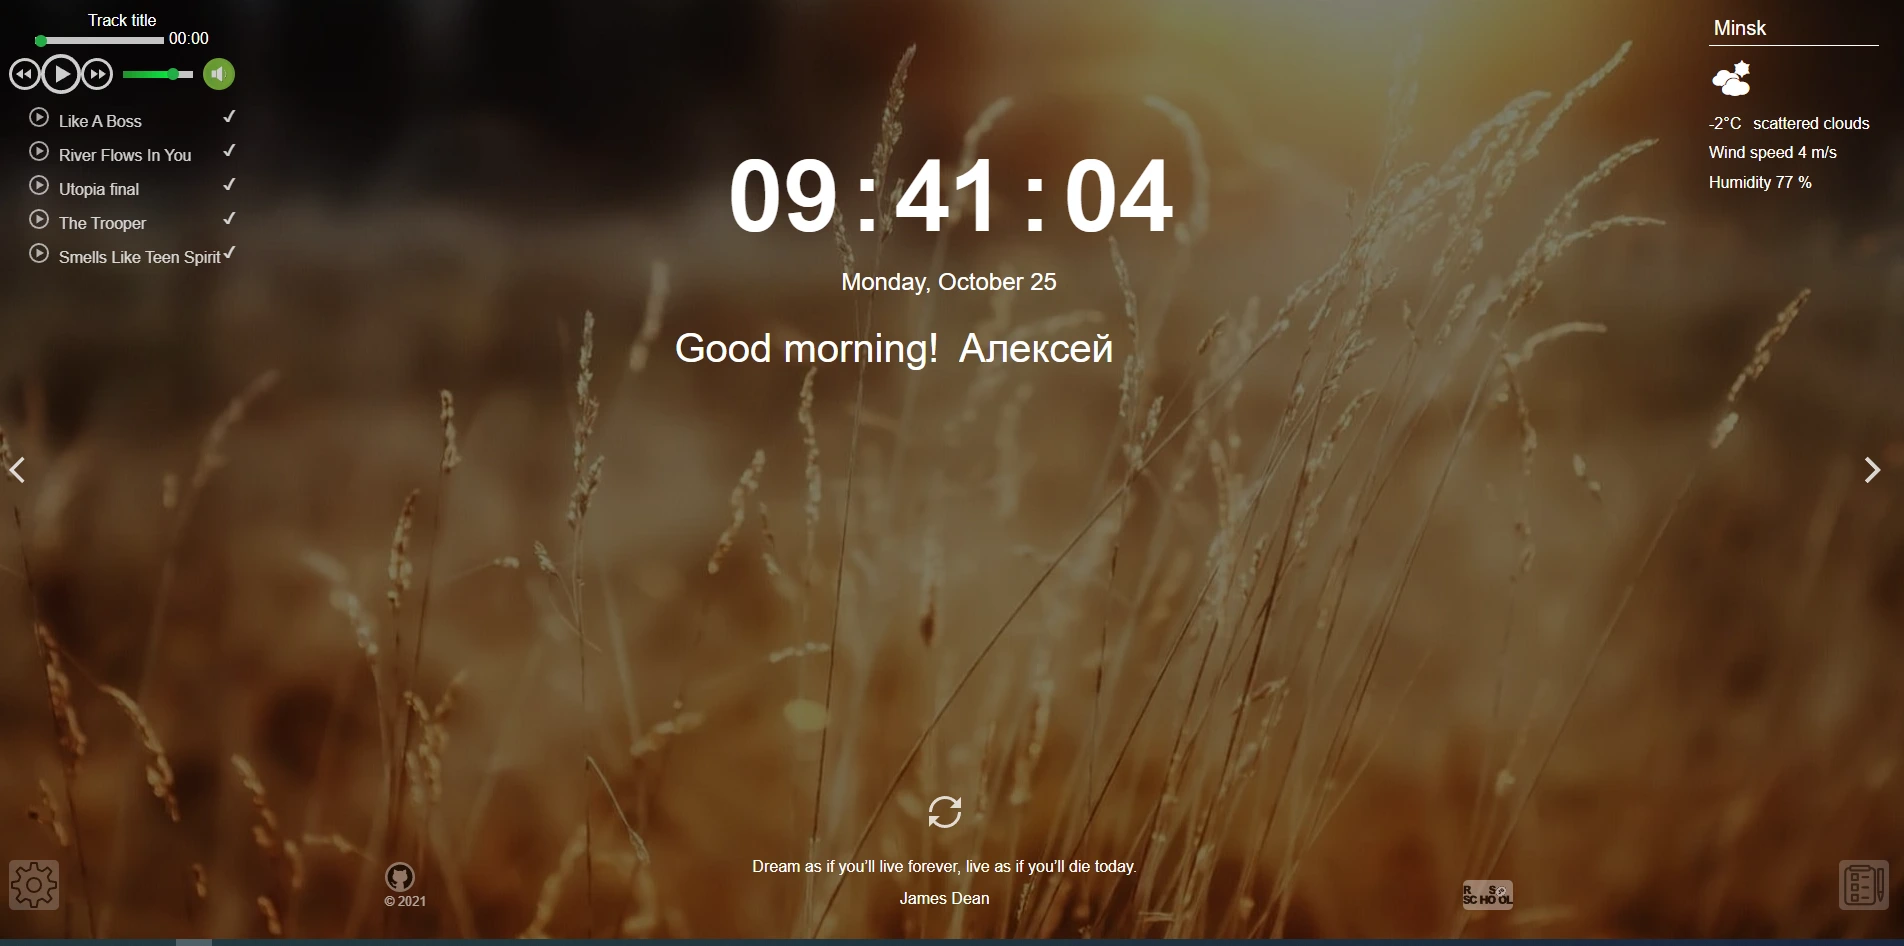 Track title
00:00
Like A Boss
River Flows In You
Utopia final
The Trooper
Smells Like Teen Spirit
Minsk
-2°C scattered clouds
Wind speed 4 m/s
Humidity 77 %
09:41:04
Monday, October 25
Good morning! Алексей
Dream as if you’ll live forever, live as if you’ll die today.
James Dean
© 2021
R S
SCHOOL